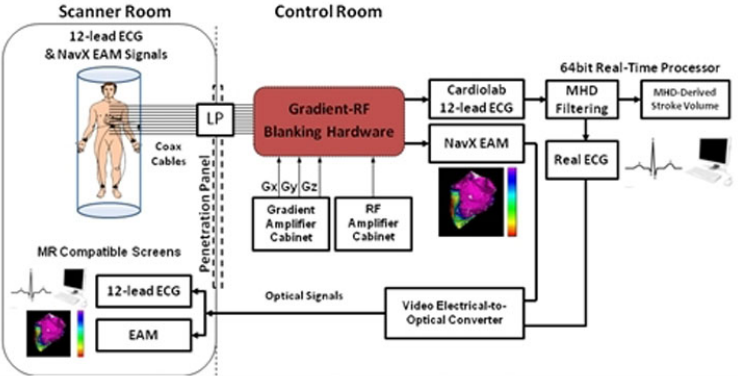 Scanner Room
Control Room
12-lead ECG
& NavX EAM Signals
Coax
Cables
LP
Penetration Panel
Gradient-RF
Blanking Hardware
Gx Gy Gz
Gradient
Amplifier
Cabinet
RF
Amplifier
Cabinet
Cardiolab
12-lead ECG
NavX EAM
64bit Real-Time Processor
MHD
Filtering
MHD-Derived
Stroke Volume
Real ECG
MR Compatible Screens
12-lead ECG
EAM
Optical Signals
Video Electrical-to-
Optical Converter